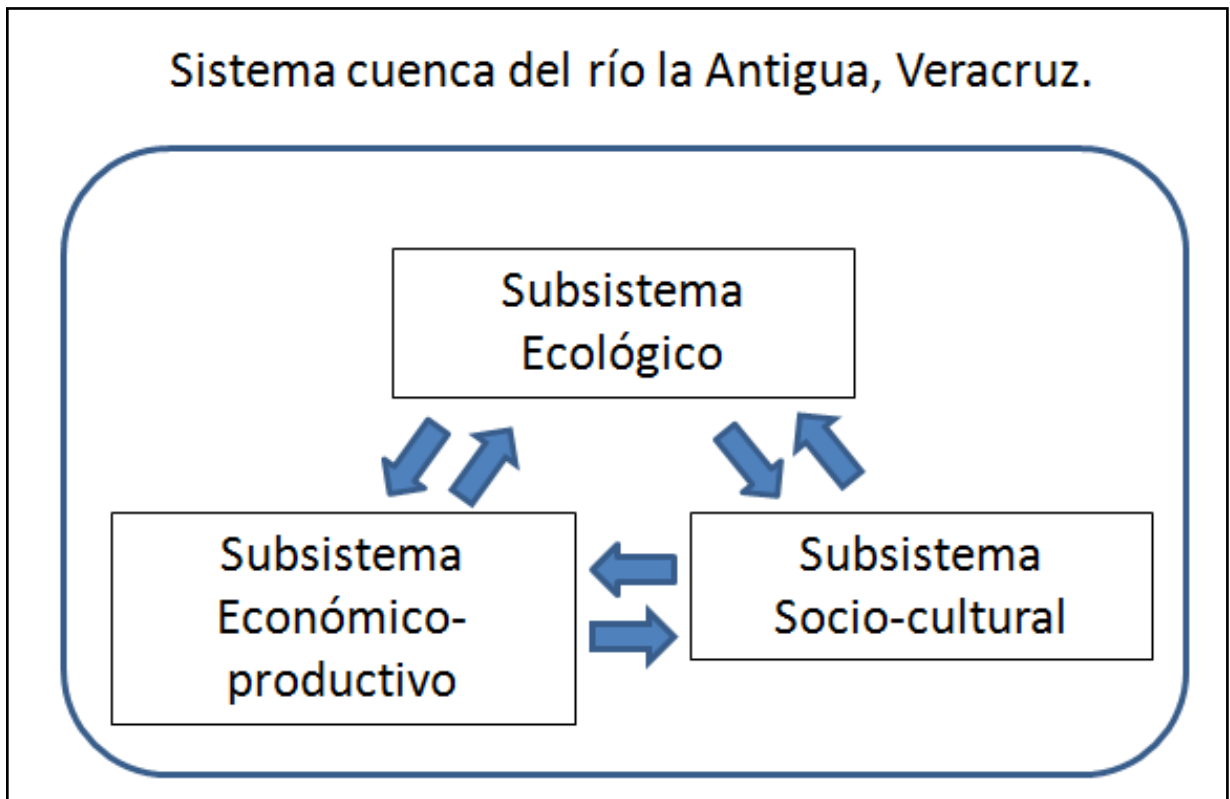 Sistema cuenca del río la Antigua, Veracruz.
Subsistema
Ecológico
Subsistema
Económico-
productivo
Subsistema
Socio-cultural